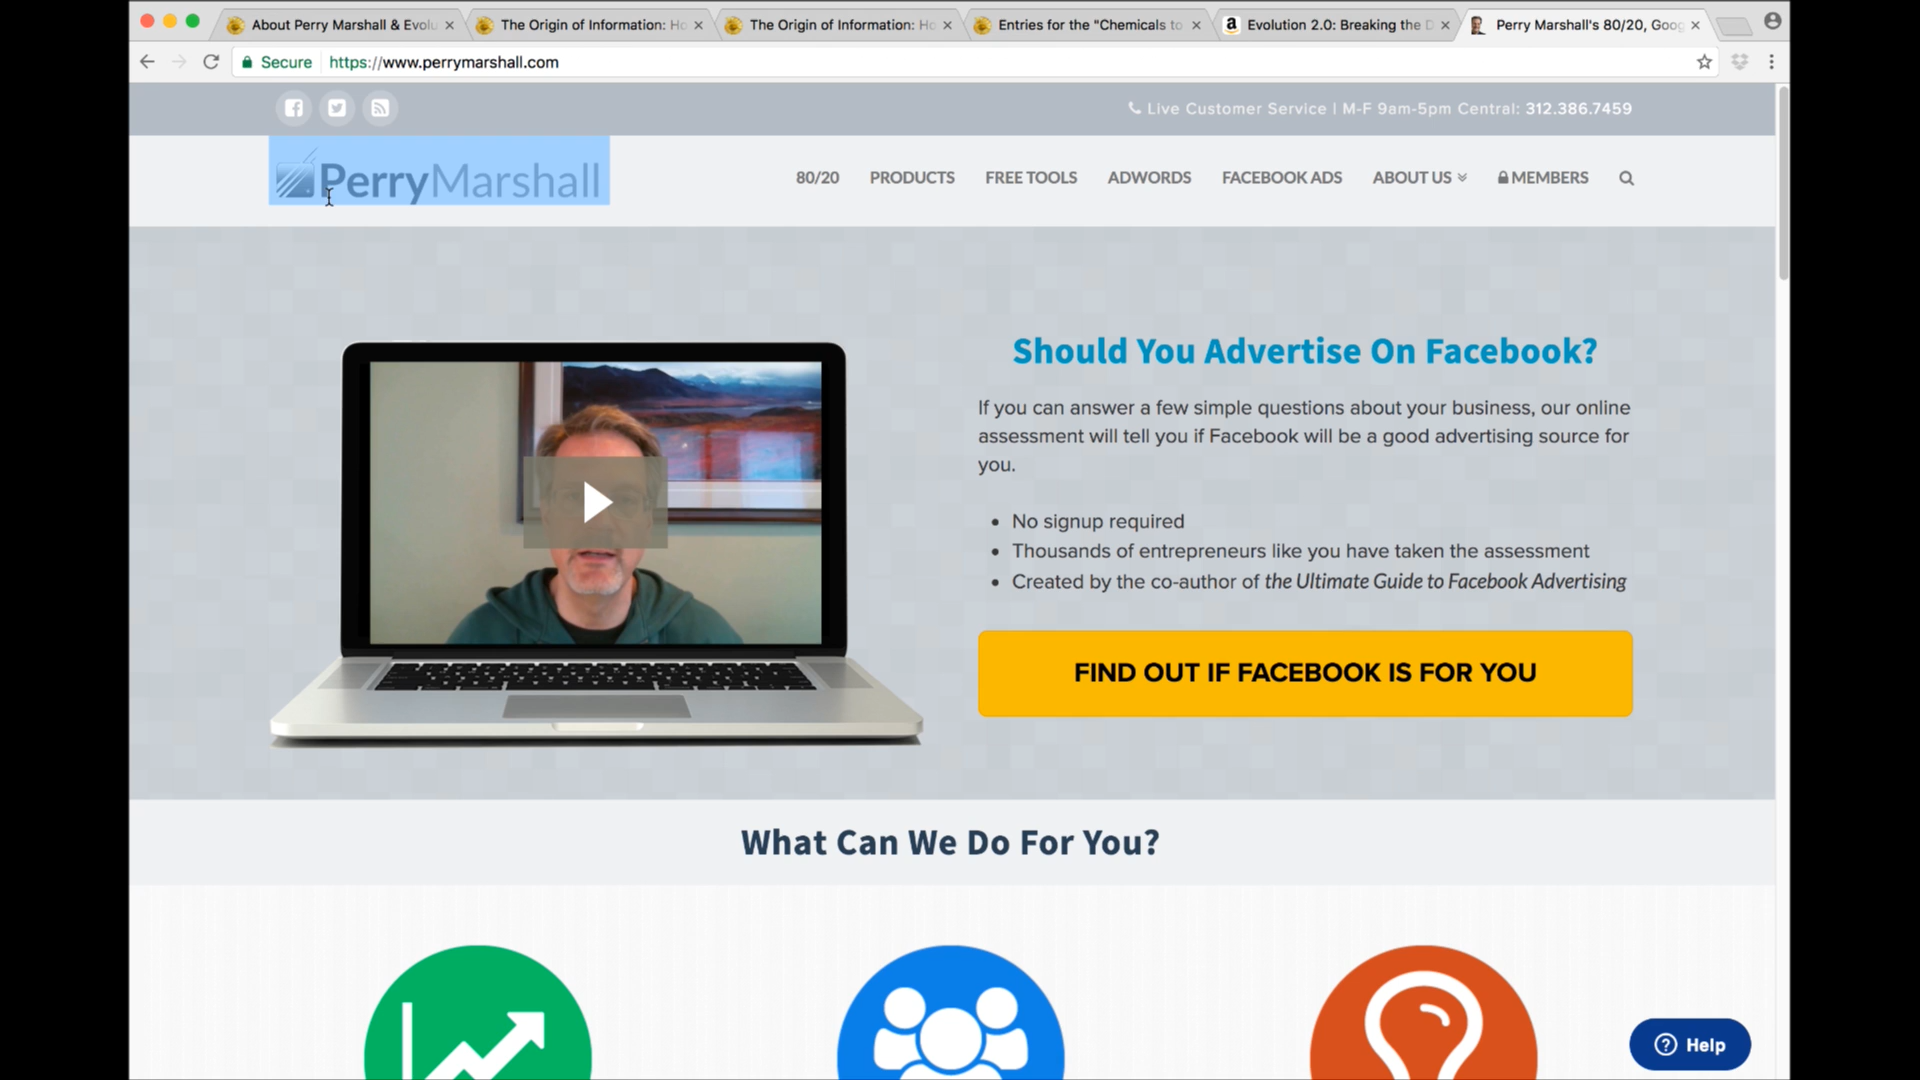 About Perry Marshall & Evolu
The Origin of Information: Ho
The Origin of Information: Ho
Entries for the "Chemicals to
a
Evolution 2.0: Breaking the D
Perry Marshall's 80/20, Goog
Secure
https://www.perrymarshall.com
Live Customer Service | M-F 9am-5pm Central: 312.386.7459
PerryMarshall
80/20
PRODUCTS
FREE TOOLS
ADWORDS
FACEBOOK ADS
ABOUT US
MEMBERS
Should You Advertise On Facebook?
If you can answer a few simple questions about your business, our online
assessment will tell you if Facebook will be a good advertising source for
you.
• No signup required
• Thousands of entrepreneurs like you have taken the assessment
• Created by the co-author of the Ultimate Guide to Facebook Advertising
FIND OUT IF FACEBOOK IS FOR YOU
What Can We Do For You?
Help